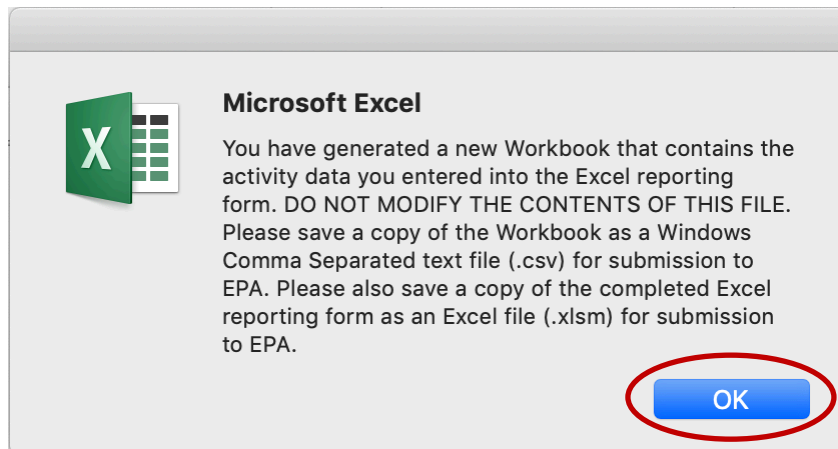 Microsoft Excel
You have generated a new Workbook that contains the
activity data you entered into the Excel reporting
form. DO NOT MODIFY THE CONTENTS OF THIS FILE.
Please save a copy of the Workbook as a Windows
Comma Separated text file (.csv) for submission to
EPA. Please also save a copy of the completed Excel
reporting form as an Excel file (.xlsm) for submission
to EPA.
OK